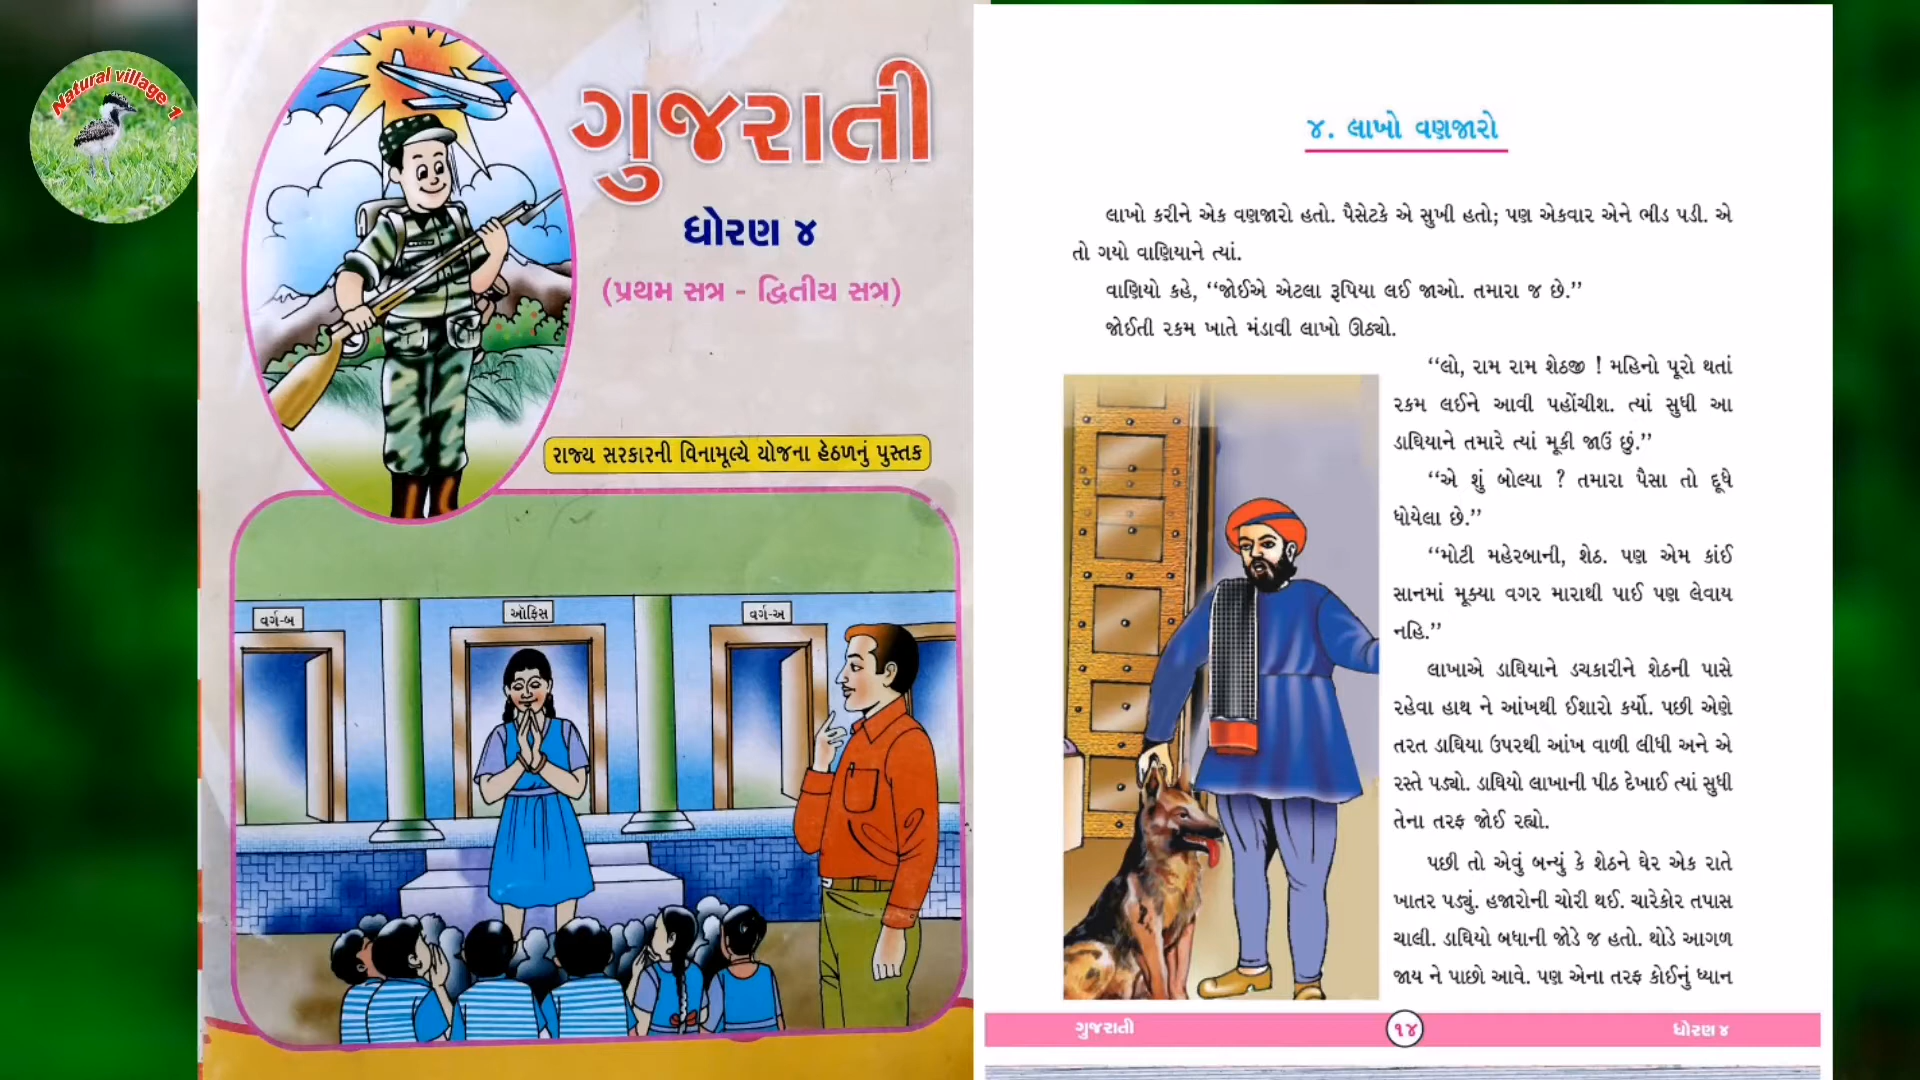 Natural village 1
ગુજરાતી
ધોરણ ૪
(પ્રથમ સત્ર - દ્વિતીય સત્ર)
રાજ્ય સરકારની વિનામૂલ્યે યોજના હેઠળનું પુસ્તક
વર્ગ-બ
ઑફિસ
વર્ગ-અ
૪. લાખો વણજારો
લાખો કરીને એક વણજારો હતો. પૈસેટકે એ સુખી હતો; પણ એકવાર એને ભીડ પડી. એ
તો ગયો વાણિયાને ત્યાં.
વાણિયો કહે, “જોઈએ એટલા રૂપિયા લઈ જાઓ. તમારા જ છે.”
જોઈતી રકમ ખાતે મંડાવી લાખો ઊઠ્યો.
“લો, રામ રામ શેઠજી ! મહિનો પૂરો થતાં
રકમ લઈને આવી પહોંચીશ. ત્યાં સુધી આ
ડાઘિયાને તમારે ત્યાં મૂકી જાઉં છું.”
“એ શું બોલ્યા ? તમારા પૈસા તો દૂધે
ધોયેલા છે.”
“મોટી મહેરબાની, શેઠ. પણ એમ કાંઈ
સાનમાં મૂક્યા વગર મારાથી પાઈ પણ લેવાય
નહિ.”
લાખાએ ડાઘિયાને ડચકારીને શેઠની પાસે
રહેવા હાથ ને આંખથી ઈશારો કર્યો. પછી એણે
તરત ડાઘિયા ઉપરથી આંખ વાળી લીધી અને એ
રસ્તે પડ્યો. ડાઘિયો લાખાની પીઠ દેખાઈ ત્યાં સુધી
તેના તરફ જોઈ રહ્યો.
પછી તો એવું બન્યું કે શેઠને ઘેર એક રાતે
ખાતર પડ્યું. હજારોની ચોરી થઈ. ચારેકોર તપાસ
ચાલી. ડાઘિયો બધાની જોડે જ હતો. થોડે આગળ
જાય ને પાછો આવે. પણ એના તરફ કોઈનું ધ્યાન
ગુજરાતી
૧૪
ધોરણ ૪